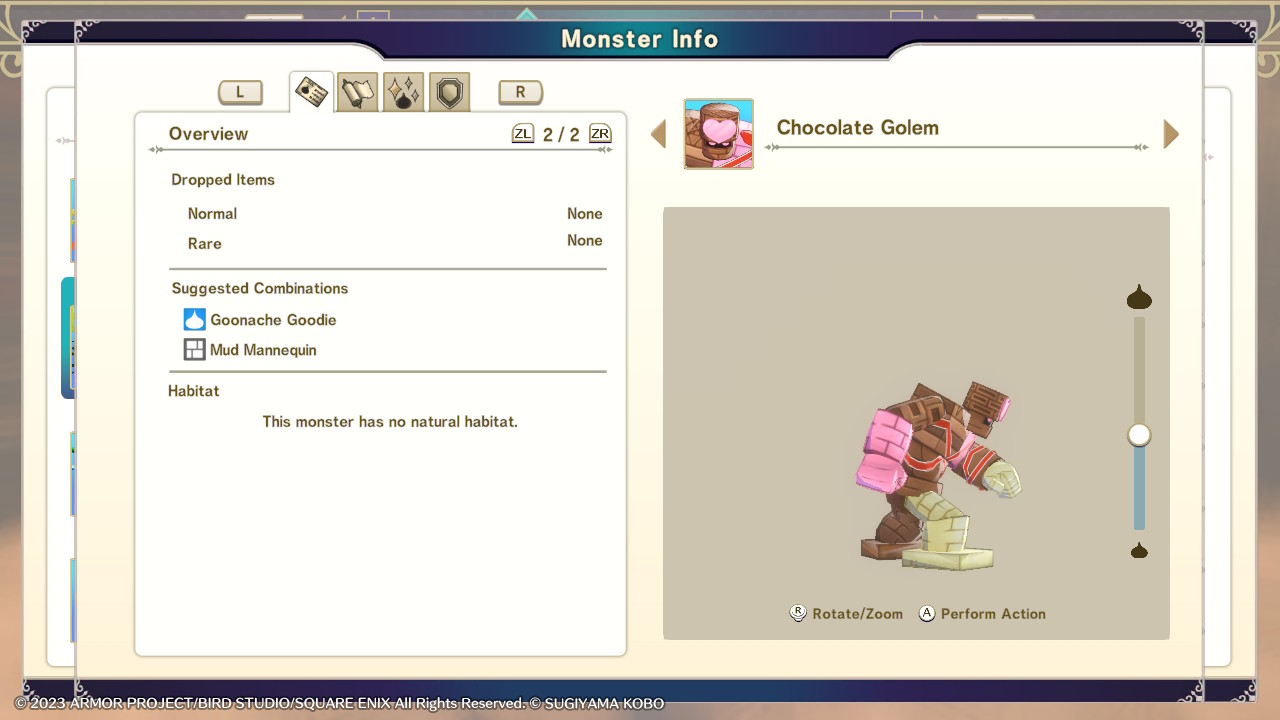 Monster Info
L
R
Overview
ZL 2 / 2 ZR
Dropped Items
Normal None
Rare None
Suggested Combinations
Goonache Goodie
Mud Mannequin
Habitat
This monster has no natural habitat.
Chocolate Golem
R Rotate/Zoom A Perform Action
© 2023 ARMOR PROJECT/BIRD STUDIO/SQUARE ENIX All Rights Reserved. © SUGIYAMA KOBO